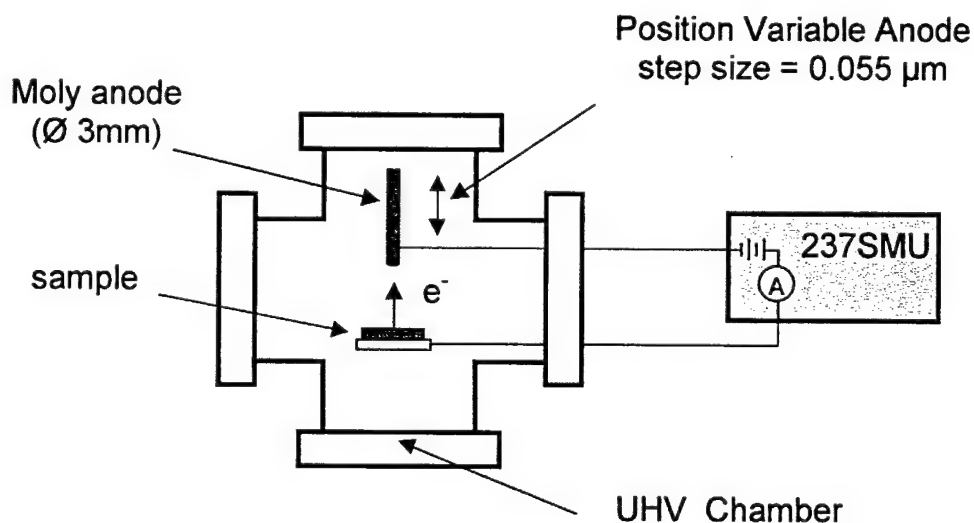 Position Variable Anode
step size = 0.055 µm
Moly anode
(Ø 3mm)
237SMU
A
sample
e-
UHV Chamber